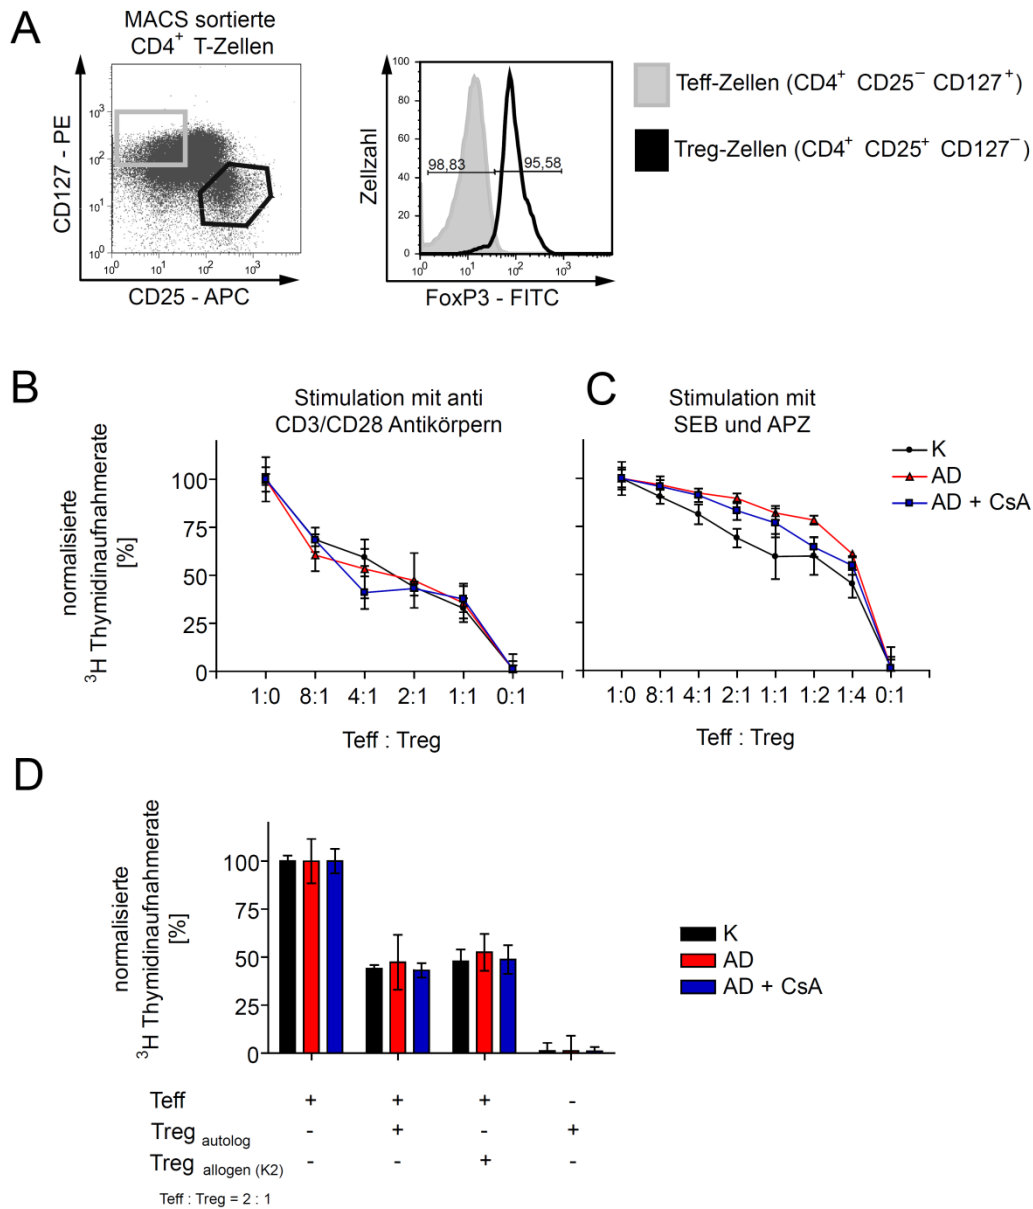 A
MACS sortierte
CD4⁺ T-Zellen
CD127 - PE
10³
10²
10¹
10⁰
10⁰ 10¹ 10² 10³
CD25 - APC
Zellzahl
100
80
60
40
20
0
98,83 95,58
10⁰ 10¹ 10² 10³
FoxP3 - FITC
Teff-Zellen (CD4⁺ CD25⁻ CD127⁺)
Treg-Zellen (CD4⁺ CD25⁺ CD127⁻)
B
Stimulation mit anti
CD3/CD28 Antikörpern
normalisierte
³H Thymidinaufnahmerate
[%]
100
75
50
25
0
1:0 8:1 4:1 2:1 1:1 0:1
Teff : Treg
C
Stimulation mit
SEB und APZ
K
AD
AD + CsA
1:0 8:1 4:1 2:1 1:1 1:2 1:4 0:1
Teff : Treg
D
normalisierte
³H Thymidinaufnahmerate
[%]
100
75
50
25
0
K
AD
AD + CsA
Teff + + + -
Treg autolog - + - +
Treg allogen (K2) - - + -
Teff : Treg = 2 : 1